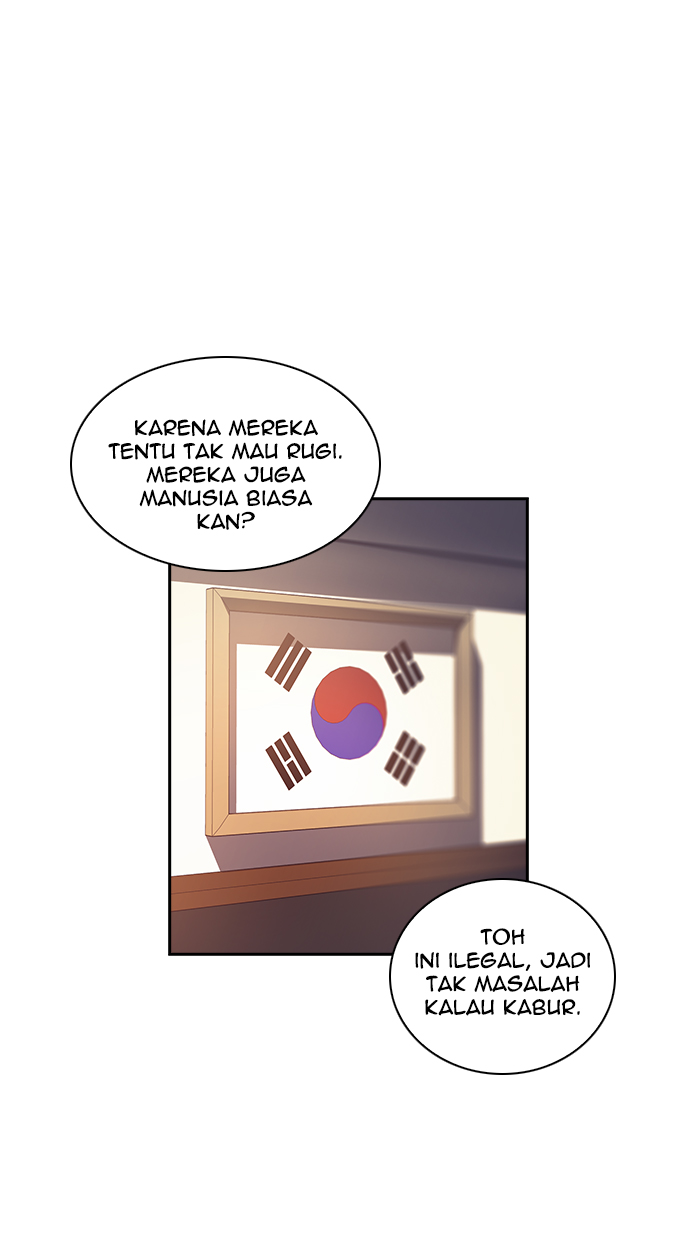 KARENA MEREKA
TENTU TAK MAU RUGI.
MEREKA JUGA
MANUSIA BIASA
KAN?
TOH
INI ILEGAL, JADI
TAK MASALAH
KALAU KABUR.